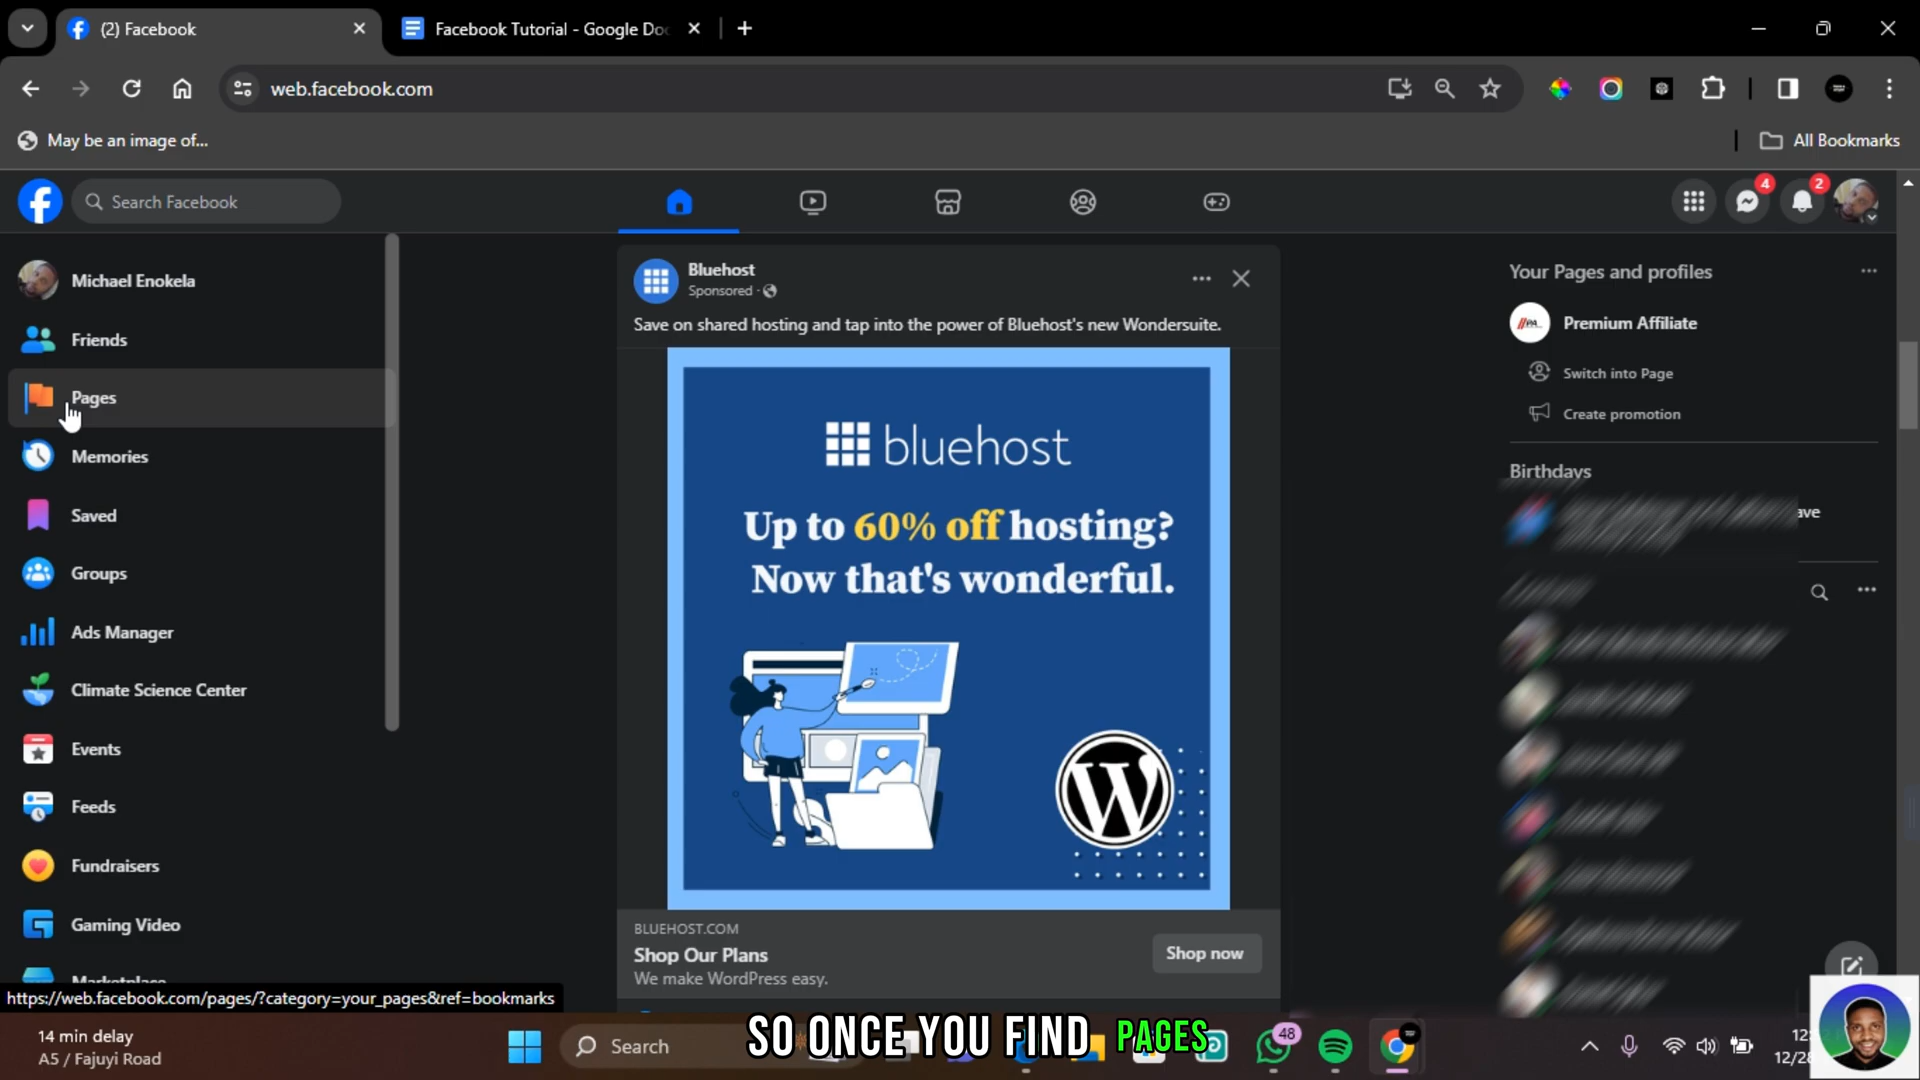 (2) Facebook
Facebook Tutorial - Google Doc
web.facebook.com
May be an image of...
All Bookmarks
Search Facebook
4
2
Michael Enokela
Friends
Pages
Memories
Saved
Groups
Ads Manager
Climate Science Center
Events
Feeds
Fundraisers
Gaming Video
Marketplace
Bluehost
Sponsored ·
Save on shared hosting and tap into the power of Bluehost's new Wondersuite.
bluehost
Up to 60% off hosting?
Now that's wonderful.
BLUEHOST.COM
Shop Our Plans
We make WordPress easy.
Shop now
Your Pages and profiles
Premium Affiliate
Switch into Page
Create promotion
Birthdays
https://web.facebook.com/pages/?category=your_pages&ref=bookmarks
SO ONCE YOU FIND PAGES
14 min delay
A5 / Fajuyi Road
Search
48